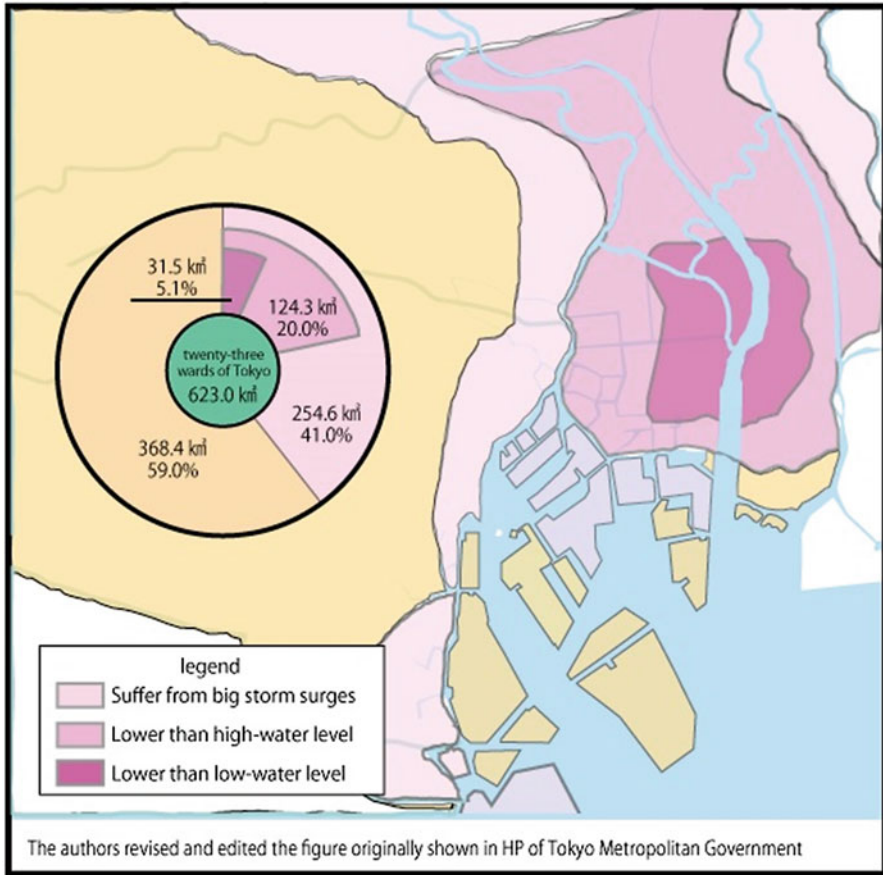 31.5 km²
5.1%
124.3 km²
20.0%
twenty-three
wards of Tokyo
623.0 km²
254.6 km²
41.0%
368.4 km²
59.0%
legend
Suffer from big storm surges
Lower than high-water level
Lower than low-water level
The authors revised and edited the figure originally shown in HP of Tokyo Metropolitan Government